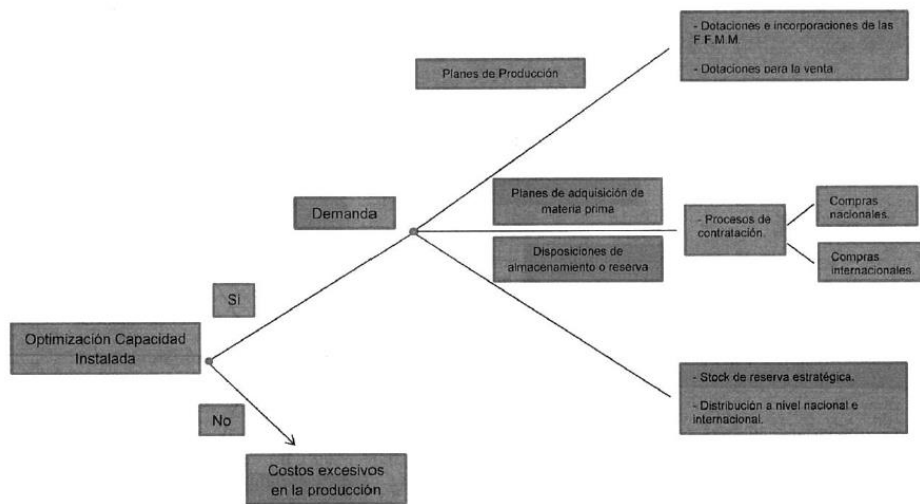 - Dotaciones e incorporaciones de las
F.F.M.M.
- Dotaciones para la venta
Planes de Producción
Planes de adquisición de
materia prima
Demanda
- Procesos de
contratación.
Compras
nacionales.
Disposiciones de
almacenamiento o reserva
Compras
internacionales.
Si
Optimización Capacidad
Instalada
- Stock de reserva estratégica.
- Distribución a nivel nacional e
internacional.
No
Costos excesivos
en la producción